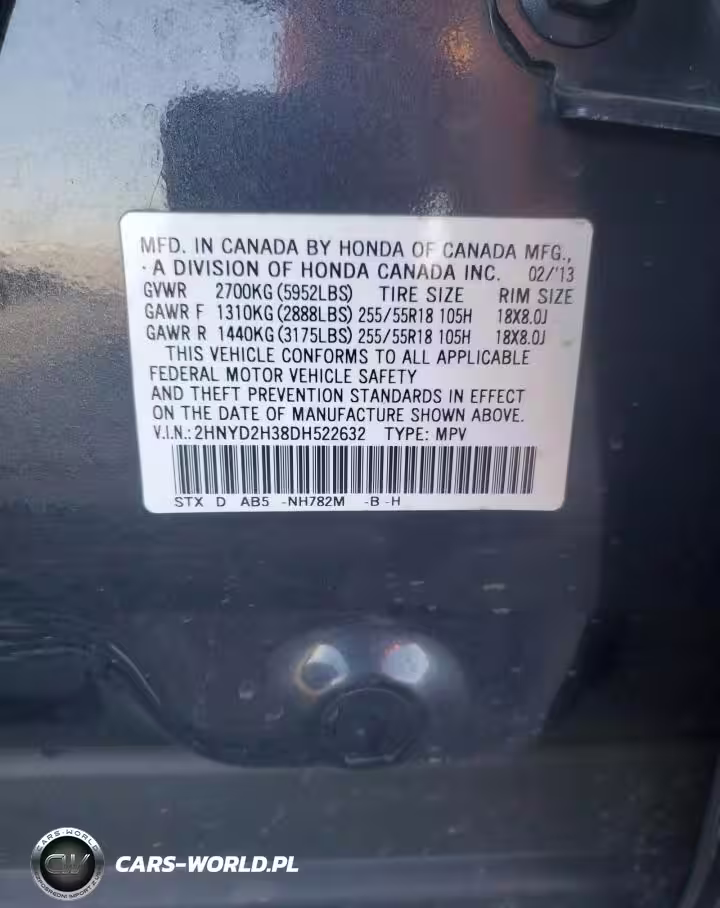 MFD. IN CANADA BY HONDA OF CANADA MFG.,
A DIVISION OF HONDA CANADA INC. 02/'13
GVWR 2700KG (5952LBS) TIRE SIZE RIM SIZE
GAWR F 1310KG (2888LBS) 255/55R18 105H 18X8.0J
GAWR R 1440KG (3175LBS) 255/55R18 105H 18X8.0J
THIS VEHICLE CONFORMS TO ALL APPLICABLE
FEDERAL MOTOR VEHICLE SAFETY
AND THEFT PREVENTION STANDARDS IN EFFECT
ON THE DATE OF MANUFACTURE SHOWN ABOVE.
V.I.N.: 2HNYD2H38DH522632 TYPE: MPV
STX D AB5 -NH782M -B -H
CARS-WORLD
CARS-WORLD.PL